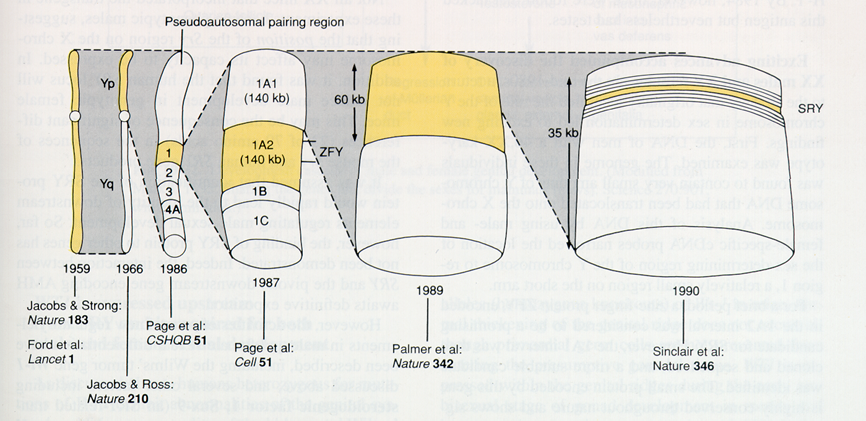 Pseudoautosomal pairing region
Yp
Yq
1
2
3
4A
1A1
(140 kb)
1A2
(140 kb)
1B
1C
ZFY
60 kb
35 kb
SRY
1959
1966
1986
1987
1989
1990
Jacobs & Strong:
Nature 183
Ford et al:
Lancet 1
Jacobs & Ross:
Nature 210
Page et al:
CSHQB 51
Page et al:
Cell 51
Palmer et al:
Nature 342
Sinclair et al:
Nature 346